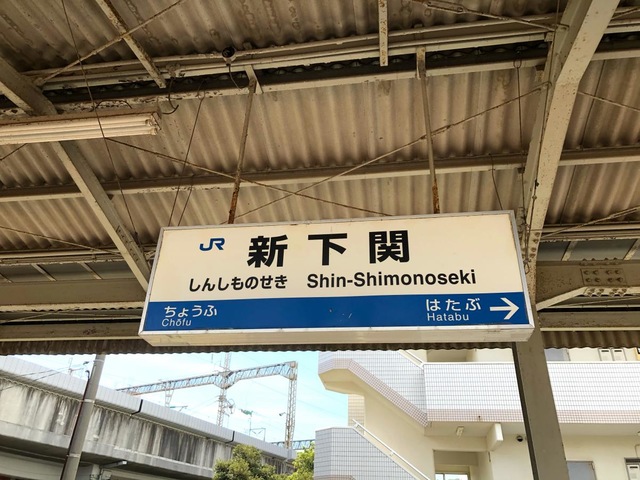 JR 新下関
しんしものせき Shin-Shimonoseki
ちょうふ はたぶ →
Chōfu Hatabu